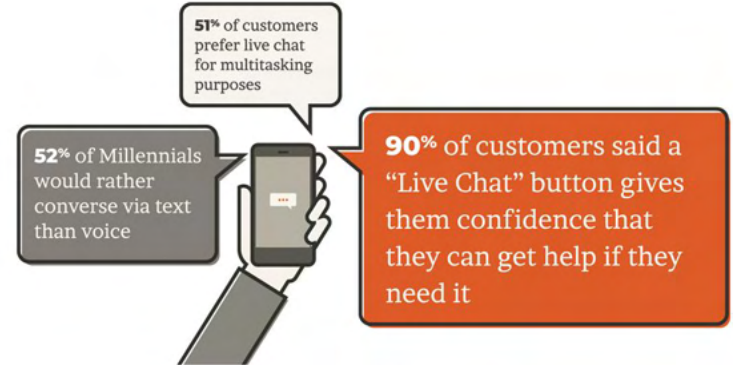 51% of customers
prefer live chat
for multitasking
purposes
52% of Millennials
would rather
converse via text
than voice
90% of customers said a
“Live Chat” button gives
them confidence that
they can get help if they
need it